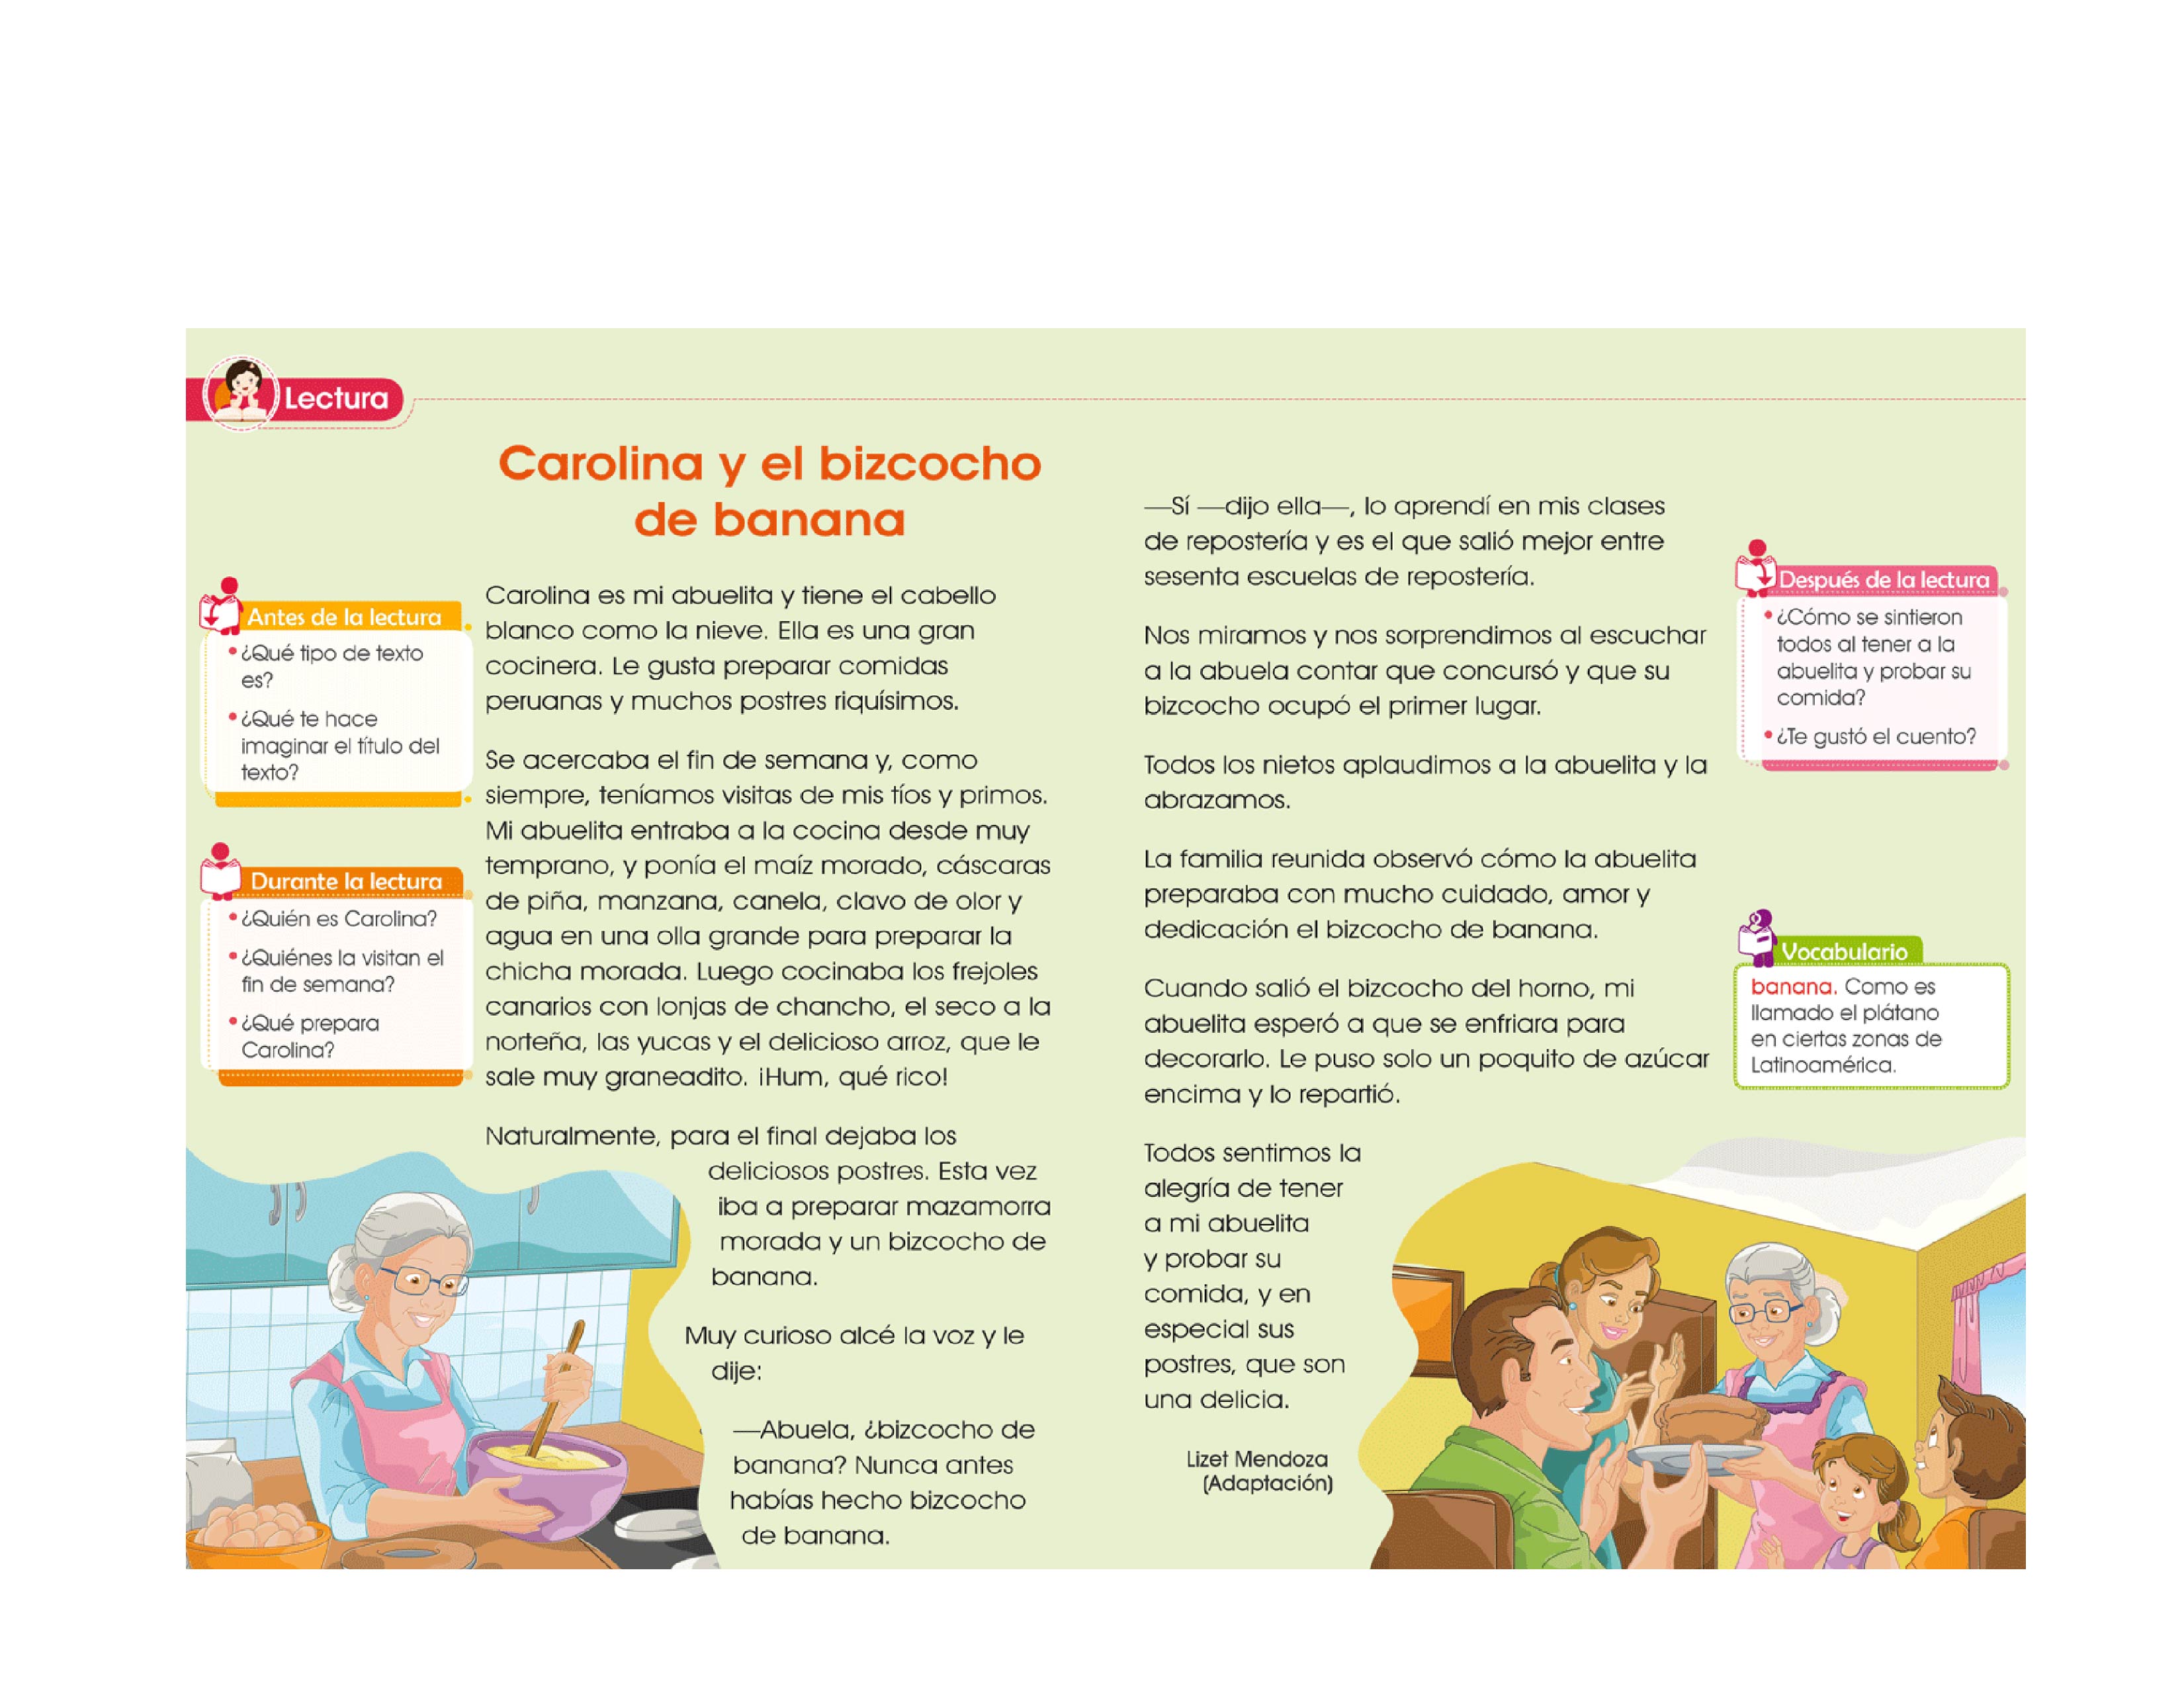 Lectura
Carolina y el bizcocho
de banana
Antes de la lectura
•¿Qué tipo de texto
es?
•¿Qué te hace
imaginar el título del
texto?
Durante la lectura
•¿Quién es Carolina?
•¿Quiénes la visitan el
fin de semana?
•¿Qué prepara
Carolina?
Carolina es mi abuelita y tiene el cabello
blanco como la nieve. Ella es una gran
cocinera. Le gusta preparar comidas
peruanas y muchos postres riquísimos.
Se acercaba el fin de semana y, como
siempre, teníamos visitas de mis tíos y primos.
Mi abuelita entraba a la cocina desde muy
temprano, y ponía el maíz morado, cáscaras
de piña, manzana, canela, clavo de olor y
agua en una olla grande para preparar la
chicha morada. Luego cocinaba los frejoles
canarios con lonjas de chancho, el seco a la
norteña, las yucas y el delicioso arroz, que le
sale muy graneadito. ¡Hum, qué rico!
Naturalmente, para el final dejaba los
deliciosos postres. Esta vez
iba a preparar mazamorra
morada y un bizcocho de
banana.
Muy curioso alcé la voz y le
dije:
—Abuela, ¿bizcocho de
banana? Nunca antes
habías hecho bizcocho
de banana.
—Sí —dijo ella—, lo aprendí en mis clases
de repostería y es el que salió mejor entre
sesenta escuelas de repostería.
Nos miramos y nos sorprendimos al escuchar
a la abuela contar que concursó y que su
bizcocho ocupó el primer lugar.
Todos los nietos aplaudimos a la abuelita y la
abrazamos.
La familia reunida observó cómo la abuelita
preparaba con mucho cuidado, amor y
dedicación el bizcocho de banana.
Cuando salió el bizcocho del horno, mi
abuelita esperó a que se enfriara para
decorarlo. Le puso solo un poquito de azúcar
encima y lo repartió.
Todos sentimos la
alegría de tener
a mi abuelita
y probar su
comida, y en
especial sus
postres, que son
una delicia.
Lizet Mendoza
(Adaptación)
Después de la lectura
•¿Cómo se sintieron
todos al tener a la
abuelita y probar su
comida?
•¿Te gustó el cuento?
Vocabulario
banana. Como es
llamado el plátano
en ciertas zonas de
Latinoamérica.